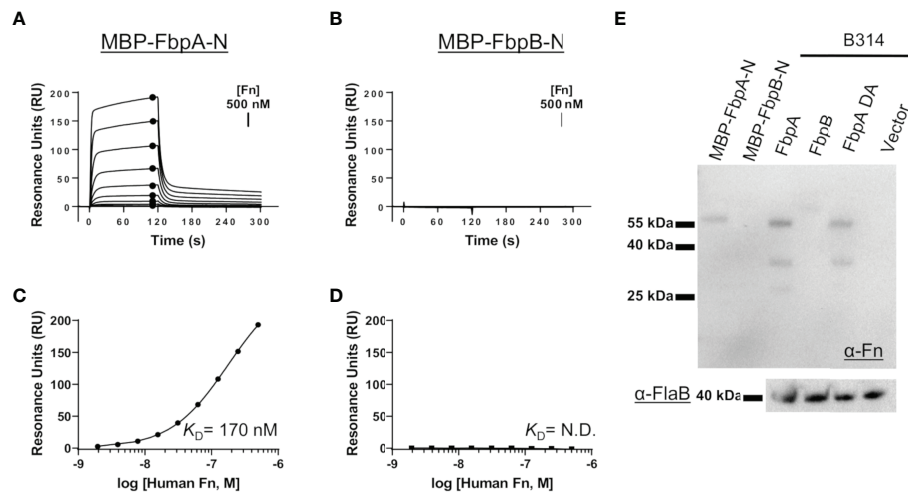 A
MBP-FbpA-N
Resonance Units (RU)
200
150
100
50
0
0 60 120 180 240 300
Time (s)
[Fn]
500 nM
B
MBP-FbpB-N
Resonance Units (RU)
200
150
100
50
0
0 60 120 180 240 300
Time (s)
[Fn]
500 nM
C
Resonance Units (RU)
200
150
100
50
0
-9 -8 -7 -6
log [Human Fn, M]
KD= 170 nM
D
Resonance Units (RU)
200
150
100
50
0
-9 -8 -7 -6
log [Human Fn, M]
KD= N.D.
E
B314
MBP-FbpA-N
MBP-FbpB-N
FbpA
FbpB
FbpA DA
Vector
55 kDa
40 kDa
25 kDa
α-Fn
α-FlaB 40 kDa